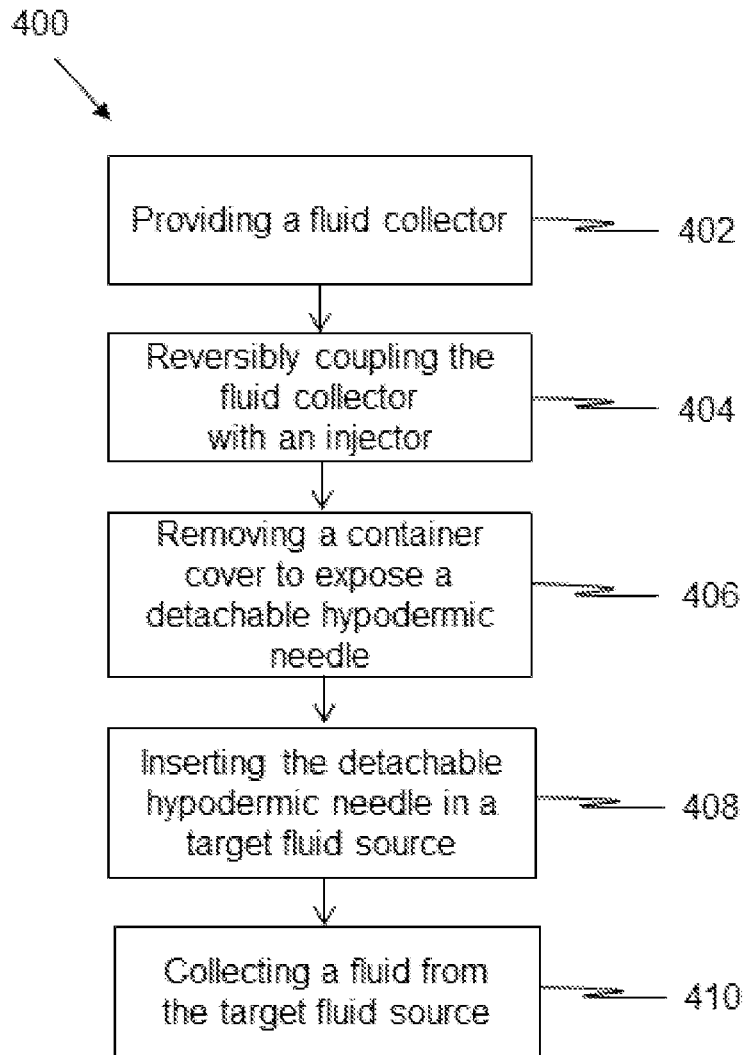 400
Providing a fluid collector
402
Reversibly coupling the
fluid collector
with an injector
404
Removing a container
cover to expose a
detachable hypodermic
needle
406
Inserting the detachable
hypodermic needle in a
target fluid source
408
Collecting a fluid from
the target fluid source
410